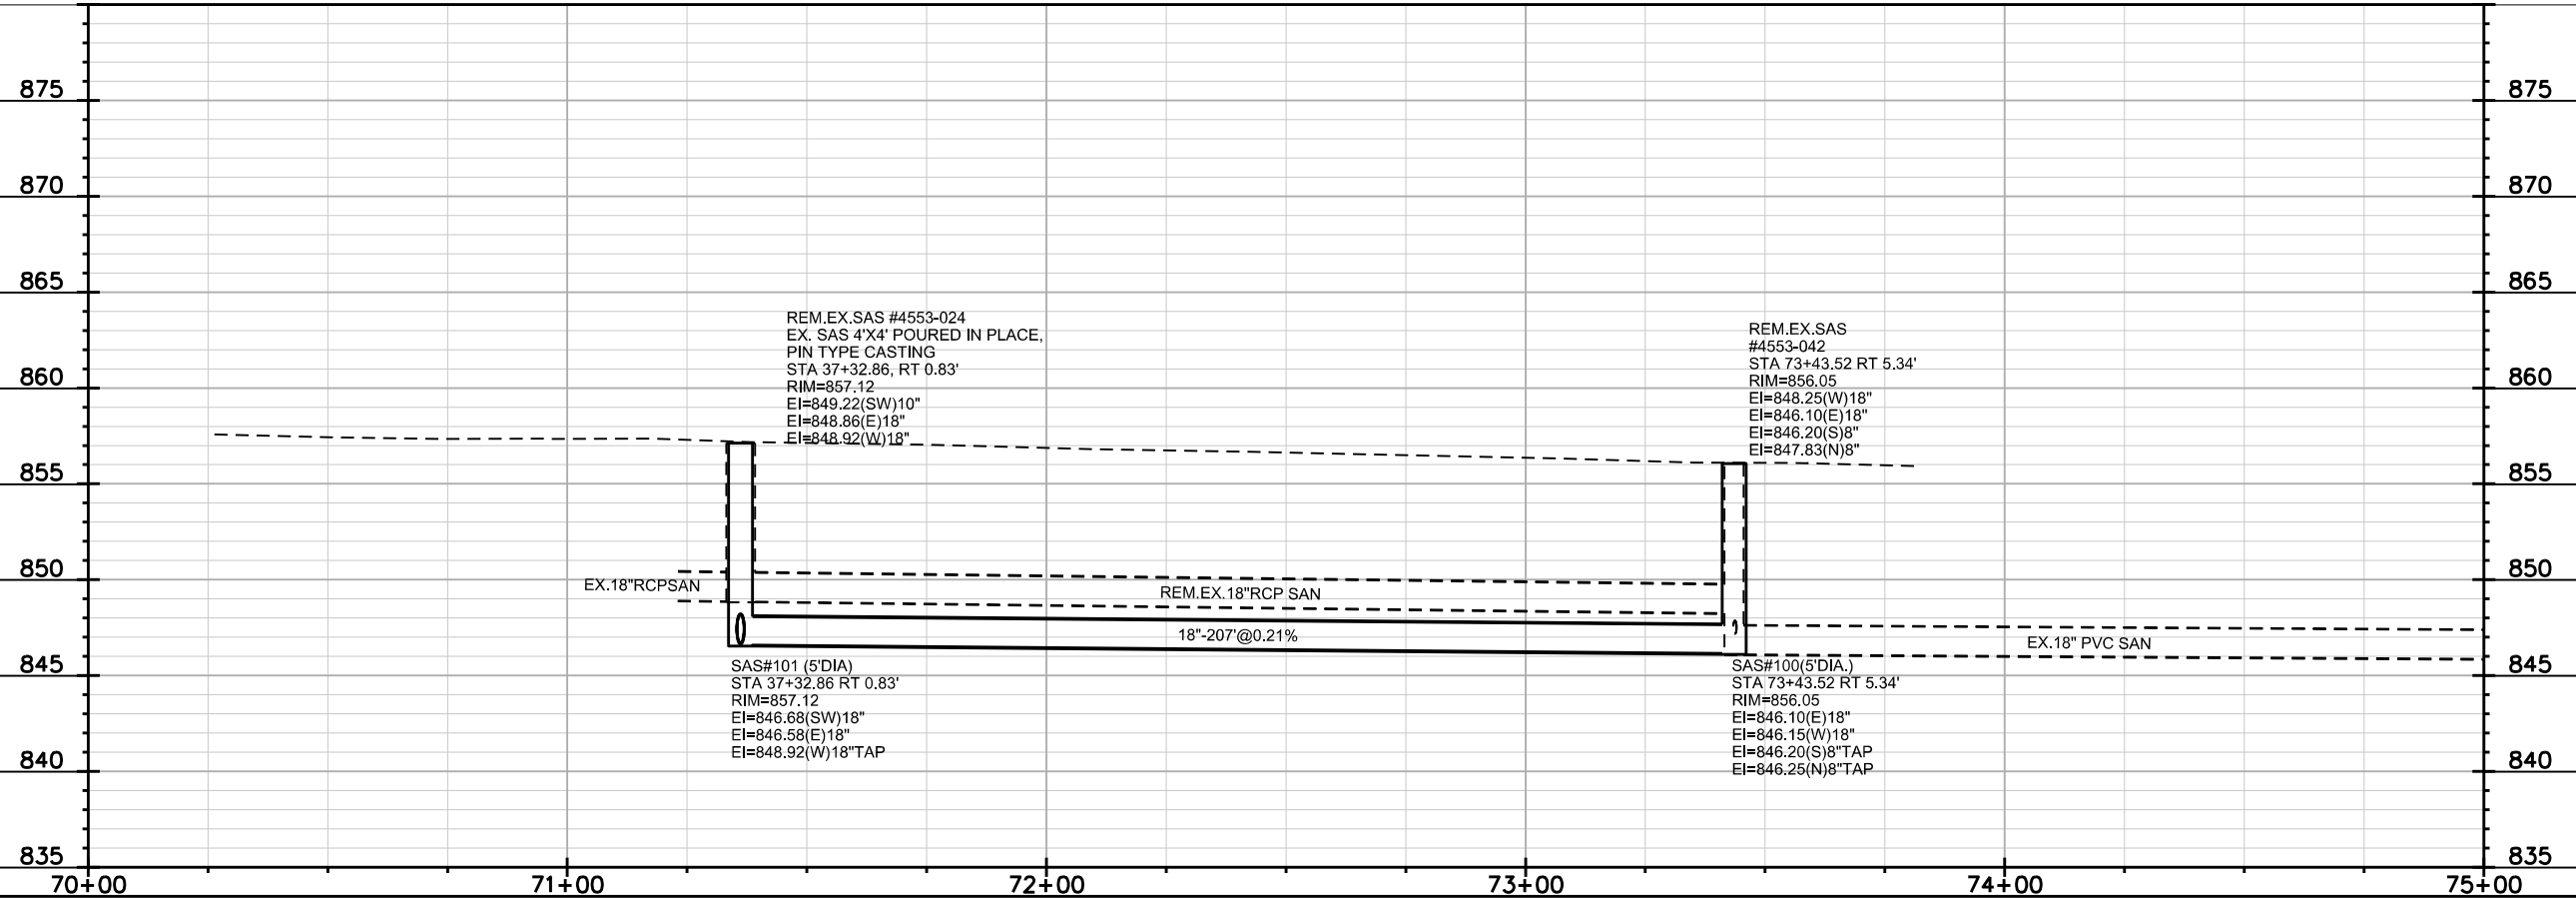 875
875
870
870
865
865
REM.EX.SAS #4553-024
EX. SAS 4'X4' POURED IN PLACE,
PIN TYPE CASTING
STA 37+32.86, RT 0.83'
RIM=857.12
EI=849.22(SW)10"
EI=848.86(E)18"
EI=848.92(W)18"
REM.EX.SAS
#4553-042
STA 73+43.52 RT 5.34'
RIM=856.05
EI=848.25(W)18"
EI=846.10(E)18"
EI=846.20(S)8"
EI=847.83(N)8"
860
860
855
855
850
850
EX.18"RCPSAN
REM.EX.18"RCP SAN
18"-207'@0.21%
EX.18" PVC SAN
845
845
SAS#101 (5'DIA)
STA 37+32.86 RT 0.83'
RIM=857.12
EI=846.68(SW)18"
EI=846.58(E)18"
EI=848.92(W)18"TAP
SAS#100(5'DIA.)
STA 73+43.52 RT 5.34'
RIM=856.05
EI=846.10(E)18"
EI=846.15(W)18"
EI=846.20(S)8"TAP
EI=846.25(N)8"TAP
840
840
835
835
70+00
71+00
72+00
73+00
74+00
75+00